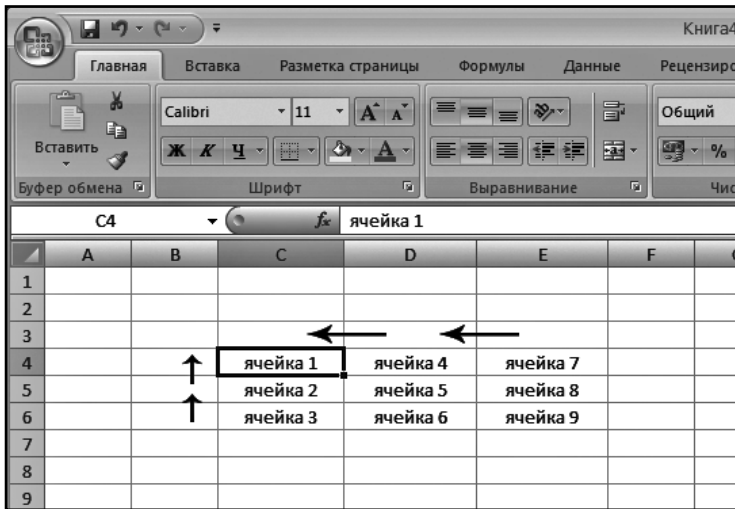 Книга4
Главная Вставка Разметка страницы Формулы Данные Рецензиро
Calibri 11 A A Общий
Вставить Ж К Ч A a %
Буфер обмена Шрифт Выравнивание Чис
C4 fx ячейка 1
A B C D E F
1
2
3
4 ячейка 1 ячейка 4 ячейка 7
5 ячейка 2 ячейка 5 ячейка 8
6 ячейка 3 ячейка 6 ячейка 9
7
8
9